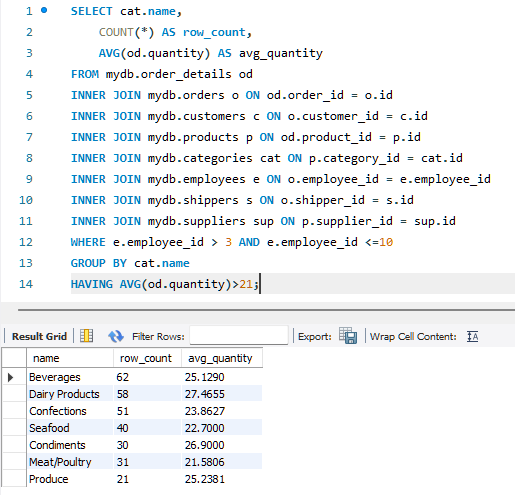 1 SELECT cat.name,
2 COUNT(*) AS row_count,
3 AVG(od.quantity) AS avg_quantity
4 FROM mydb.order_details od
5 INNER JOIN mydb.orders o ON od.order_id = o.id
6 INNER JOIN mydb.customers c ON o.customer_id = c.id
7 INNER JOIN mydb.products p ON od.product_id = p.id
8 INNER JOIN mydb.categories cat ON p.category_id = cat.id
9 INNER JOIN mydb.employees e ON o.employee_id = e.employee_id
10 INNER JOIN mydb.shippers s ON o.shipper_id = s.id
11 INNER JOIN mydb.suppliers sup ON p.supplier_id = sup.id
12 WHERE e.employee_id > 3 AND e.employee_id <=10
13 GROUP BY cat.name
14 HAVING AVG(od.quantity)>21;
Result Grid Filter Rows: Export: Wrap Cell Content: IA
name row_count avg_quantity
Beverages 62 25.1290
Dairy Products 58 27.4655
Confections 51 23.8627
Seafood 40 22.7000
Condiments 30 26.9000
Meat/Poultry 31 21.5806
Produce 21 25.2381